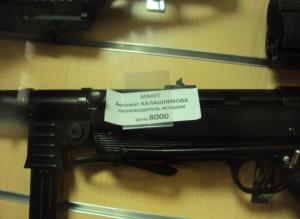 МАКЕТ
Автомат КАЛАШНИКОВА
ПРОИЗВОДИТЕЛЬ ИСПАНИЯ
Цена 8000